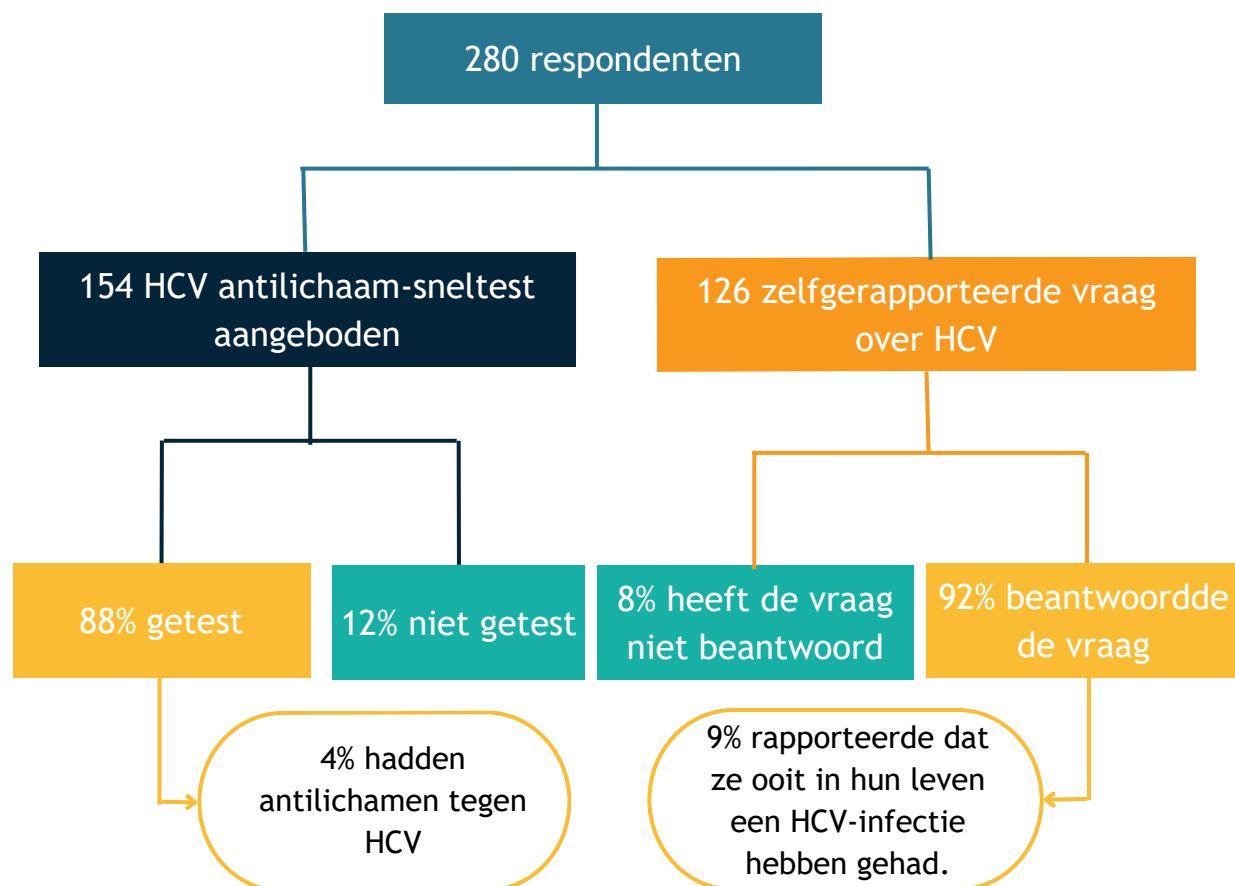 280 respondenten
154 HCV antilichaam-sneltest
aangeboden
126 zelfgerapporteerde vraag
over HCV
88% getest
12% niet getest
8% heeft de vraag
niet beantwoord
92% beantwoordde
de vraag
4% hadden
antilichamen tegen
HCV
9% rapporteerde dat
ze ooit in hun leven
een HCV-infectie
hebben gehad.